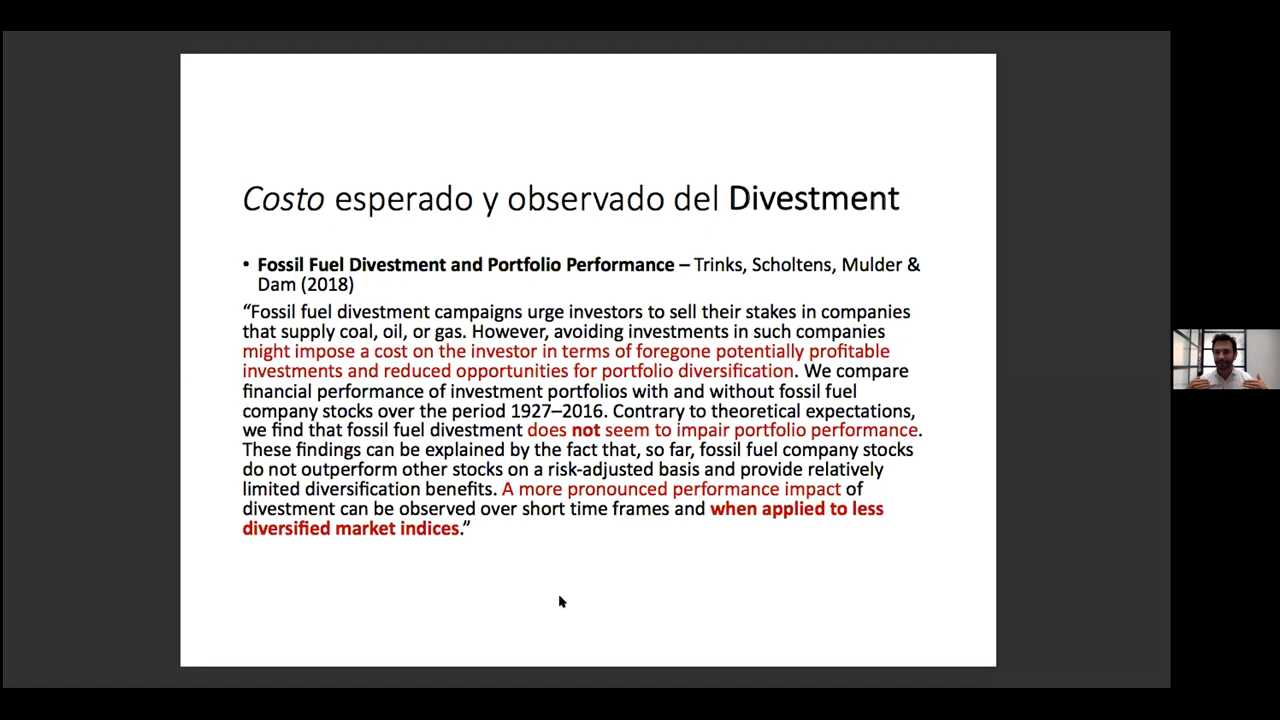 Costo esperado y observado del Divestment
• Fossil Fuel Divestment and Portfolio Performance – Trinks, Scholtens, Mulder &
Dam (2018)
“Fossil fuel divestment campaigns urge investors to sell their stakes in companies
that supply coal, oil, or gas. However, avoiding investments in such companies
might impose a cost on the investor in terms of foregone potentially profitable
investments and reduced opportunities for portfolio diversification. We compare
financial performance of investment portfolios with and without fossil fuel
company stocks over the period 1927–2016. Contrary to theoretical expectations,
we find that fossil fuel divestment does not seem to impair portfolio performance.
These findings can be explained by the fact that, so far, fossil fuel company stocks
do not outperform other stocks on a risk-adjusted basis and provide relatively
limited diversification benefits. A more pronounced performance impact of
divestment can be observed over short time frames and when applied to less
diversified market indices.”